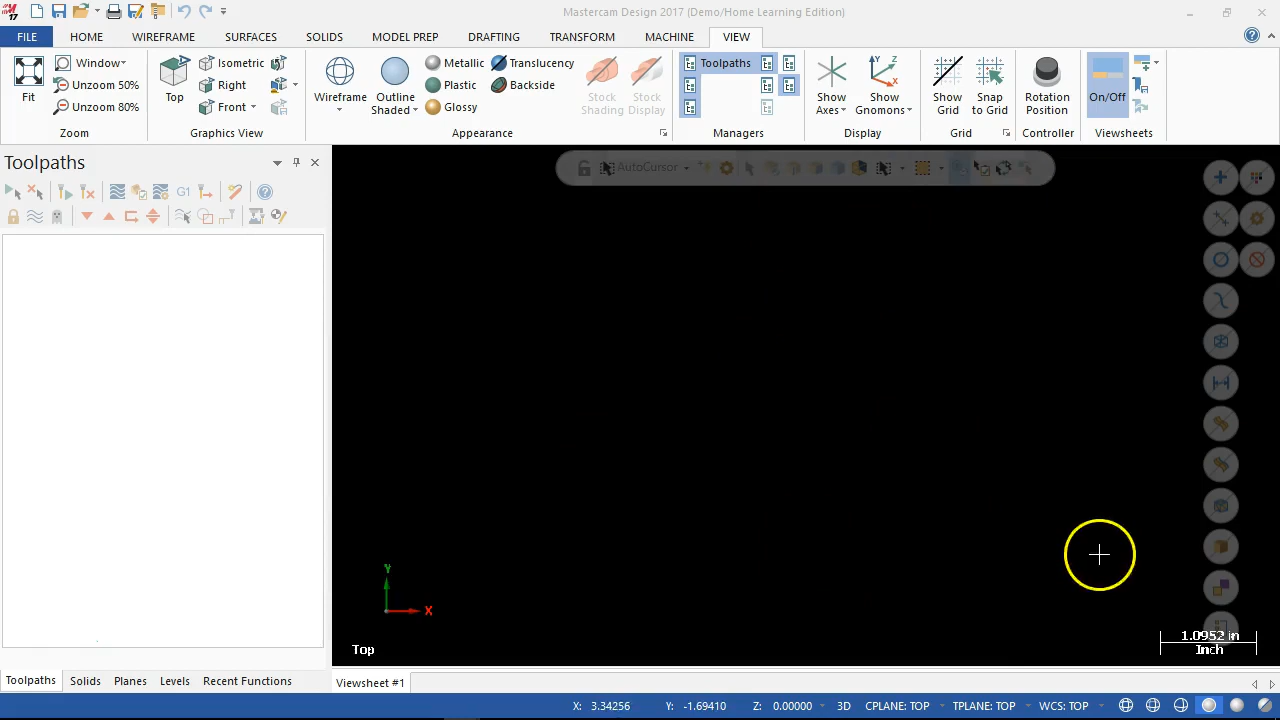 17
Mastercam Design 2017 (Demo/Home Learning Edition)
FILE HOME WIREFRAME SURFACES SOLIDS MODEL PREP DRAFTING TRANSFORM MACHINE VIEW
Fit
Window
Unzoom 50%
Unzoom 80%
Zoom
Top
Isometric
Right
Front
Graphics View
Wireframe
Outline
Shaded
Metallic
Plastic
Glossy
Translucency
Backside
Stock
Shading
Stock
Display
Appearance
Toolpaths
Managers
Show
Axes
Show
Gnomons
Display
Show
Grid
Snap
to Grid
Grid
Rotation
Position
Controller
On/Off
Viewsheets
Toolpaths
G1
AutoCursor
Y
X
Top
1.0952 in
Inch
Toolpaths Solids Planes Levels Recent Functions
Viewsheet #1
X: 3.34256 Y: -1.69410 Z: 0.00000 3D CPLANE: TOP TPLANE: TOP WCS: TOP